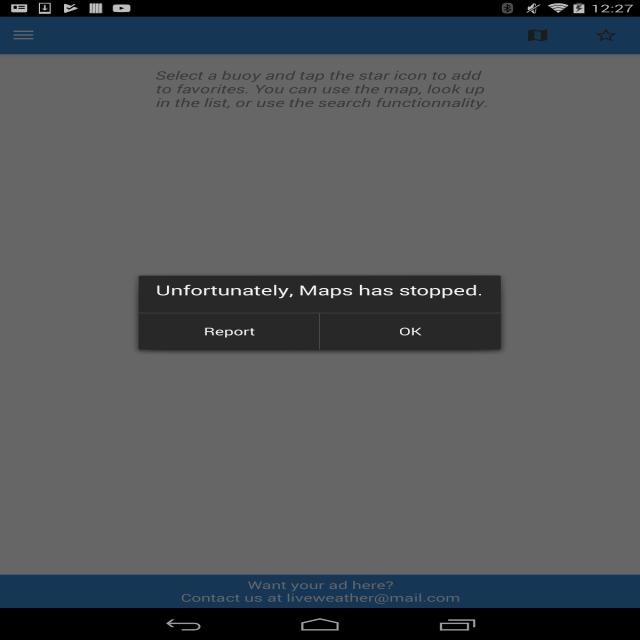 12:27
Select a buoy and tap the star icon to add
to favorites. You can use the map, look up
in the list, or use the search functionnality.
Unfortunately, Maps has stopped.
Report
OK
Want your ad here?
Contact us at liveweather@mail.com